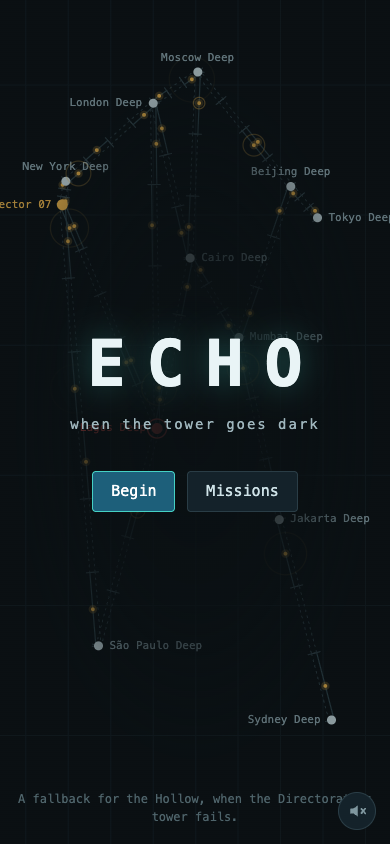 Moscow Deep
London Deep
New York Deep
Beijing Deep
ector 07
Tokyo Deep
Cairo Deep
Mumbai Deep
ECHO
when the tower goes dark
Begin
Missions
Jakarta Deep
São Paulo Deep
Sydney Deep
A fallback for the Hollow, when the Directora
tower fails.